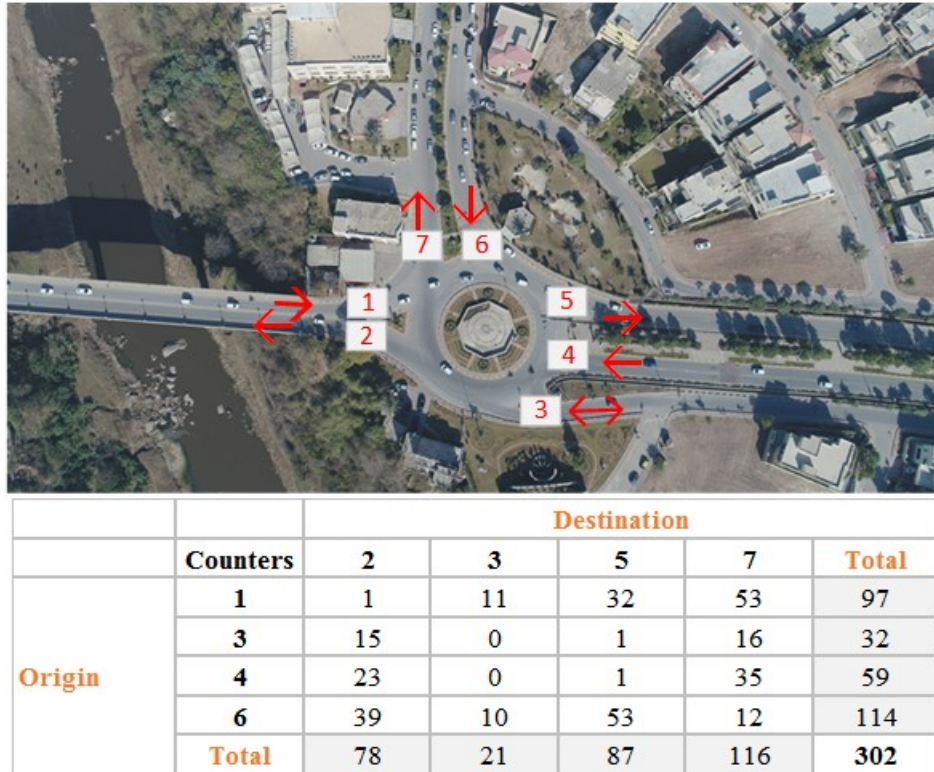 7
6
1
5
2
4
3
Destination
Counters 2 3 5 7 Total
Origin
1 1 11 32 53 97
3 15 0 1 16 32
4 23 0 1 35 59
6 39 10 53 12 114
Total 78 21 87 116 302